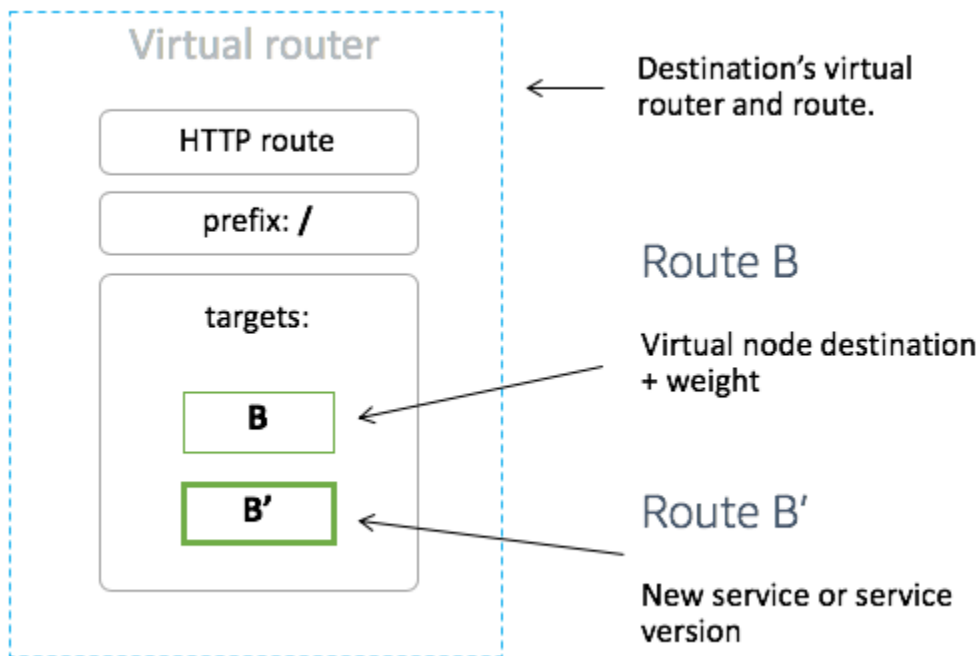 Virtual router
HTTP route
prefix: /
targets:
B
B’
Destination’s virtual
router and route.
Route B
Virtual node destination
+ weight
Route B’
New service or service
version